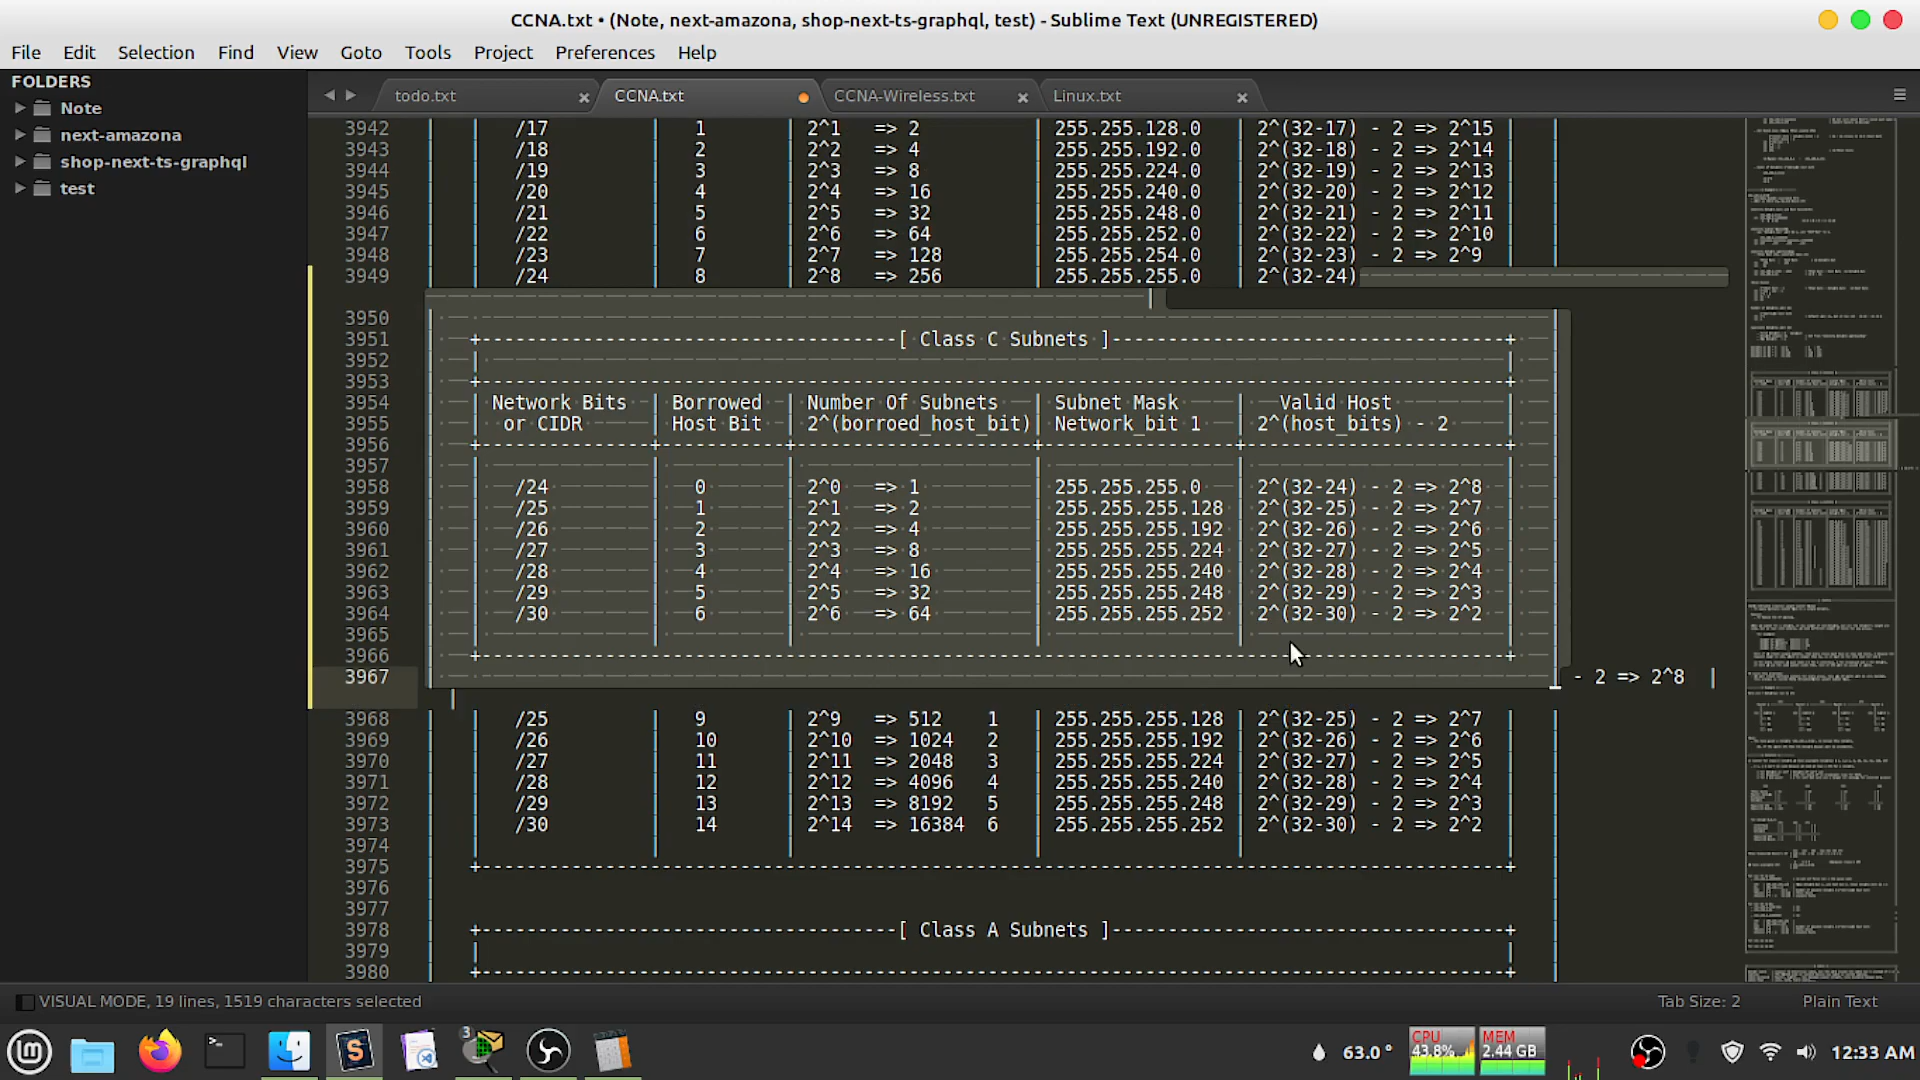 CCNA.txt • (Note, next-amazona, shop-next-ts-graphql, test) - Sublime Text (UNREGISTERED)
File Edit Selection Find View Goto Tools Project Preferences Help
FOLDERS
Note
next-amazona
shop-next-ts-graphql
test
todo.txt CCNA.txt CCNA-Wireless.txt Linux.txt
3942 | | /17 | 1 | 2^1 => 2 | 255.255.128.0 | 2^(32-17) - 2 => 2^15 | |
3943 | | /18 | 2 | 2^2 => 4 | 255.255.192.0 | 2^(32-18) - 2 => 2^14 | |
3944 | | /19 | 3 | 2^3 => 8 | 255.255.224.0 | 2^(32-19) - 2 => 2^13 | |
3945 | | /20 | 4 | 2^4 => 16 | 255.255.240.0 | 2^(32-20) - 2 => 2^12 | |
3946 | | /21 | 5 | 2^5 => 32 | 255.255.248.0 | 2^(32-21) - 2 => 2^11 | |
3947 | | /22 | 6 | 2^6 => 64 | 255.255.252.0 | 2^(32-22) - 2 => 2^10 | |
3948 | | /23 | 7 | 2^7 => 128 | 255.255.254.0 | 2^(32-23) - 2 => 2^9 | |
3949 | | /24 | 8 | 2^8 => 256 | 255.255.255.0 | 2^(32-24)
|
3950 | |
3951 | +-------------------------------------[ Class C Subnets ]------------------------------------+ |
3952 | | | |
3953 | +--------------------------------------------------------------------------------------------+ |
3954 | | Network Bits | Borrowed | Number Of Subnets | Subnet Mask | Valid Host | |
3955 | | or CIDR | Host Bit | 2^(borroed_host_bit)| Network_bit 1 | 2^(host_bits) - 2 | |
3956 | +---------------+-----------+---------------------+-----------------+-----------------------+ |
3957 | | | | | | | |
3958 | | /24 | 0 | 2^0 => 1 | 255.255.255.0 | 2^(32-24) - 2 => 2^8 | |
3959 | | /25 | 1 | 2^1 => 2 | 255.255.255.128 | 2^(32-25) - 2 => 2^7 | |
3960 | | /26 | 2 | 2^2 => 4 | 255.255.255.192 | 2^(32-26) - 2 => 2^6 | |
3961 | | /27 | 3 | 2^3 => 8 | 255.255.255.224 | 2^(32-27) - 2 => 2^5 | |
3962 | | /28 | 4 | 2^4 => 16 | 255.255.255.240 | 2^(32-28) - 2 => 2^4 | |
3963 | | /29 | 5 | 2^5 => 32 | 255.255.255.248 | 2^(32-29) - 2 => 2^3 | |
3964 | | /30 | 6 | 2^6 => 64 | 255.255.255.252 | 2^(32-30) - 2 => 2^2 | |
3965 | | | | | | | |
3966 | +--------------------------------------------------------------------------------------------+ |
3967 | | - 2 => 2^8 |
|
3968 | | /25 | 9 | 2^9 => 512 1 | 255.255.255.128 | 2^(32-25) - 2 => 2^7 | |
3969 | | /26 | 10 | 2^10 => 1024 2 | 255.255.255.192 | 2^(32-26) - 2 => 2^6 | |
3970 | | /27 | 11 | 2^11 => 2048 3 | 255.255.255.224 | 2^(32-27) - 2 => 2^5 | |
3971 | | /28 | 12 | 2^12 => 4096 4 | 255.255.255.240 | 2^(32-28) - 2 => 2^4 | |
3972 | | /29 | 13 | 2^13 => 8192 5 | 255.255.255.248 | 2^(32-29) - 2 => 2^3 | |
3973 | | /30 | 14 | 2^14 => 16384 6 | 255.255.255.252 | 2^(32-30) - 2 => 2^2 | |
3974 | | | | | | | |
3975 | +--------------------------------------------------------------------------------------------+ |
3976 | |
3977 | |
3978 | +-------------------------------------[ Class A Subnets ]------------------------------------+ |
3979 | | | |
3980 | +--------------------------------------------------------------------------------------------+ |
VISUAL MODE, 19 lines, 1519 characters selected Tab Size: 2 Plain Text
3 63.0 ° CPU 43.8% MEM 2.44 GB 12:33 AM